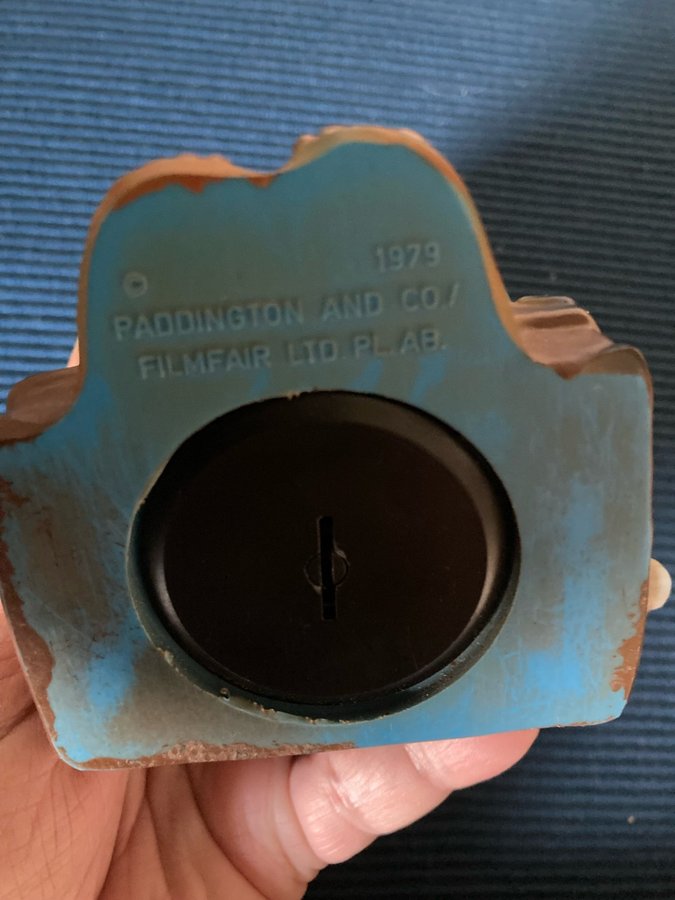 © 1979
PADDINGTON AND CO./
FILMFAIR LTD. PL. AB.